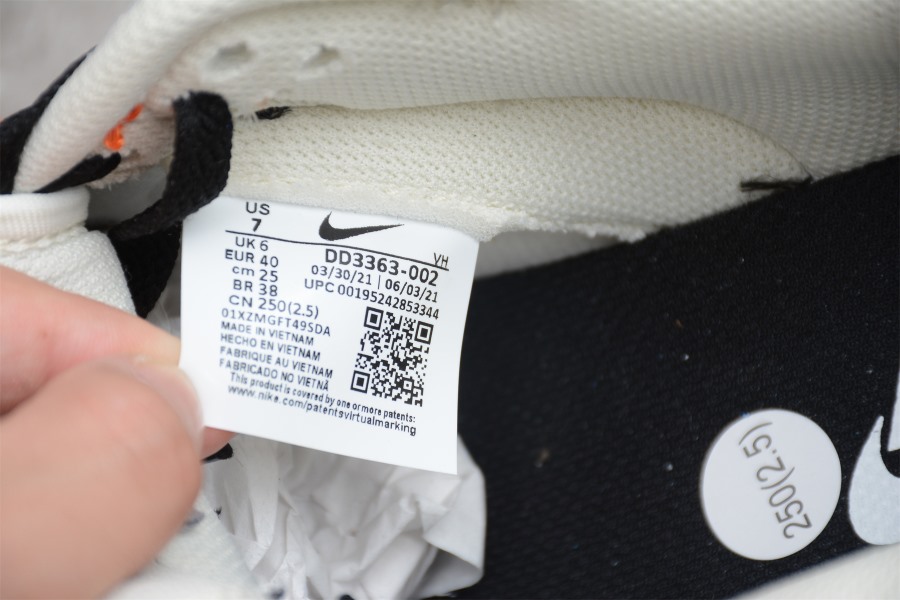 US
7
UK 6
EUR 40
cm 25
BR 38
CN 250(2.5)
01XZMGFT49SDA
VH
DD3363-002
03/30/21 | 06/03/21
UPC 00195242853344
MADE IN VIETNAM
HECHO EN VIETNAM
FABRIQUE AU VIETNAM
FABRICADO NO VIETNÃ
This product is covered by one or more patents:
www.nike.com/patentsvirtualmarking
250(2.5)